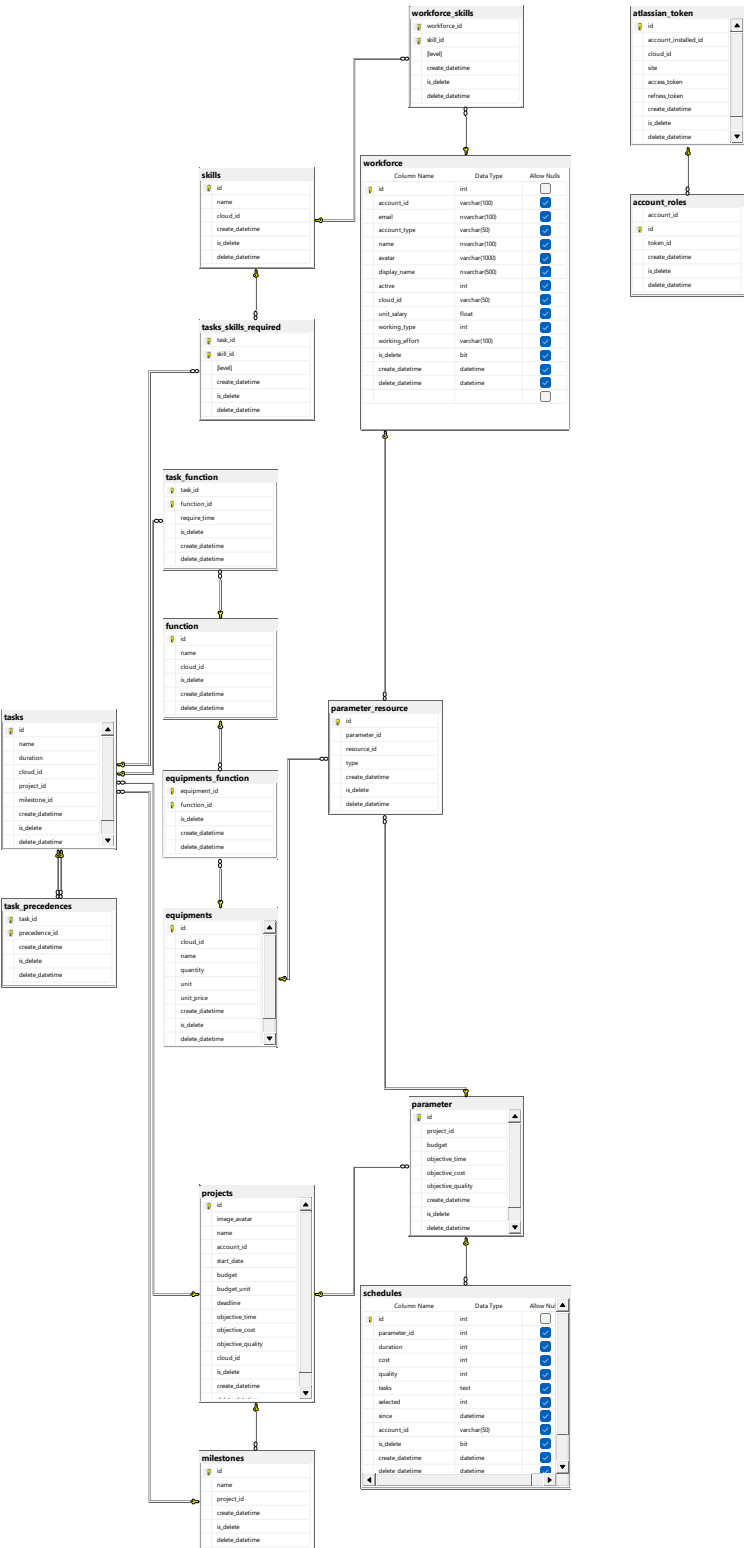 workforce_skills
workforce_id
skill_id
[level]
create_datetime
is_delete
delete_datetime
atlassian_token
id
account_installed_id
cloud_id
site
access_token
refress_token
create_datetime
is_delete
delete_datetime
workforce
Column Name Data Type Allow Nulls
id int
account_id varchar(100)
email nvarchar(100)
account_type varchar(50)
name nvarchar(100)
avatar varchar(1000)
display_name nvarchar(500)
active int
cloud_id varchar(50)
unit_salary float
working_type int
working_effort varchar(100)
is_delete bit
create_datetime datetime
delete_datetime datetime
skills
id
name
cloud_id
create_datetime
is_delete
delete_datetime
account_roles
account_id
id
token_id
create_datetime
is_delete
delete_datetime
tasks_skills_required
task_id
skill_id
[level]
create_datetime
is_delete
delete_datetime
task_function
task_id
function_id
require_time
is_delete
create_datetime
delete_datetime
function
id
name
cloud_id
is_delete
create_datetime
delete_datetime
parameter_resource
id
parameter_id
resource_id
type
create_datetime
is_delete
delete_datetime
tasks
id
name
duration
cloud_id
project_id
milestone_id
create_datetime
is_delete
delete_datetime
equipments_function
equipment_id
function_id
is_delete
create_datetime
delete_datetime
task_precedences
task_id
precedence_id
create_datetime
is_delete
delete_datetime
equipments
id
cloud_id
name
quantity
unit
unit_price
create_datetime
is_delete
delete_datetime
parameter
id
project_id
budget
objective_time
objective_cost
objective_quality
create_datetime
is_delete
delete_datetime
projects
id
image_avatar
name
account_id
start_date
budget
budget_unit
deadline
objective_time
objective_cost
objective_quality
cloud_id
is_delete
create_datetime
schedules
Column Name Data Type Allow Nul
id int
parameter_id int
duration int
cost int
quality int
tasks text
selected int
since datetime
account_id varchar(50)
is_delete bit
create_datetime datetime
delete_datetime datetime
milestones
id
name
project_id
create_datetime
is_delete
delete_datetime